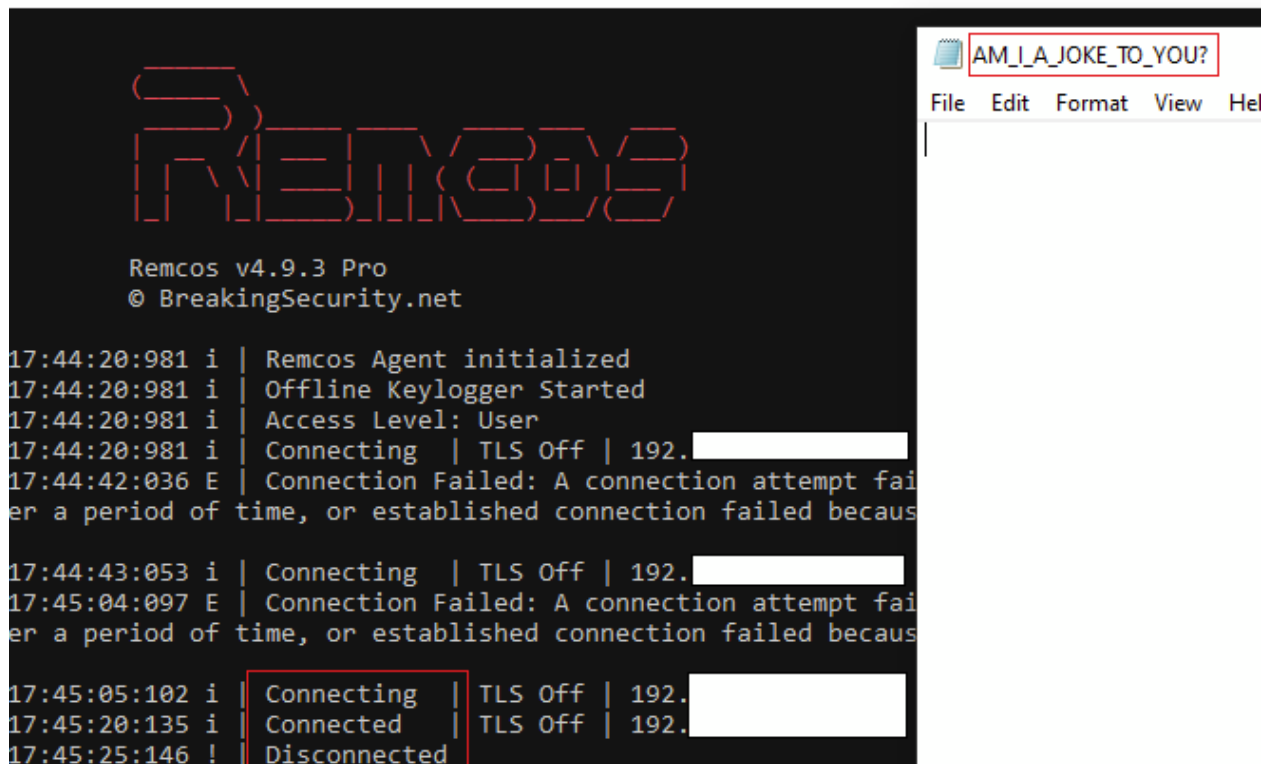 Remcos
Remcos v4.9.3 Pro
© BreakingSecurity.net
17:44:20:981 i | Remcos Agent initialized
17:44:20:981 i | Offline Keylogger Started
17:44:20:981 i | Access Level: User
17:44:20:981 i | Connecting | TLS Off | 192.
17:44:42:036 E | Connection Failed: A connection attempt fai
er a period of time, or established connection failed becaus
17:44:43:053 i | Connecting | TLS Off | 192.
17:45:04:097 E | Connection Failed: A connection attempt fai
er a period of time, or established connection failed becaus
17:45:05:102 i | Connecting | TLS Off | 192.
17:45:20:135 i | Connected | TLS Off | 192.
17:45:25:146 ! | Disconnected
AM_I_A_JOKE_TO_YOU?
File Edit Format View Hel